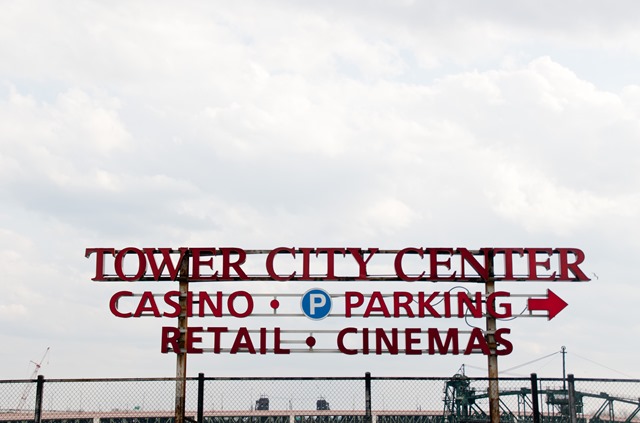 TOWER CITY CENTER
CASINO • P PARKING →
RETAIL • CINEMAS